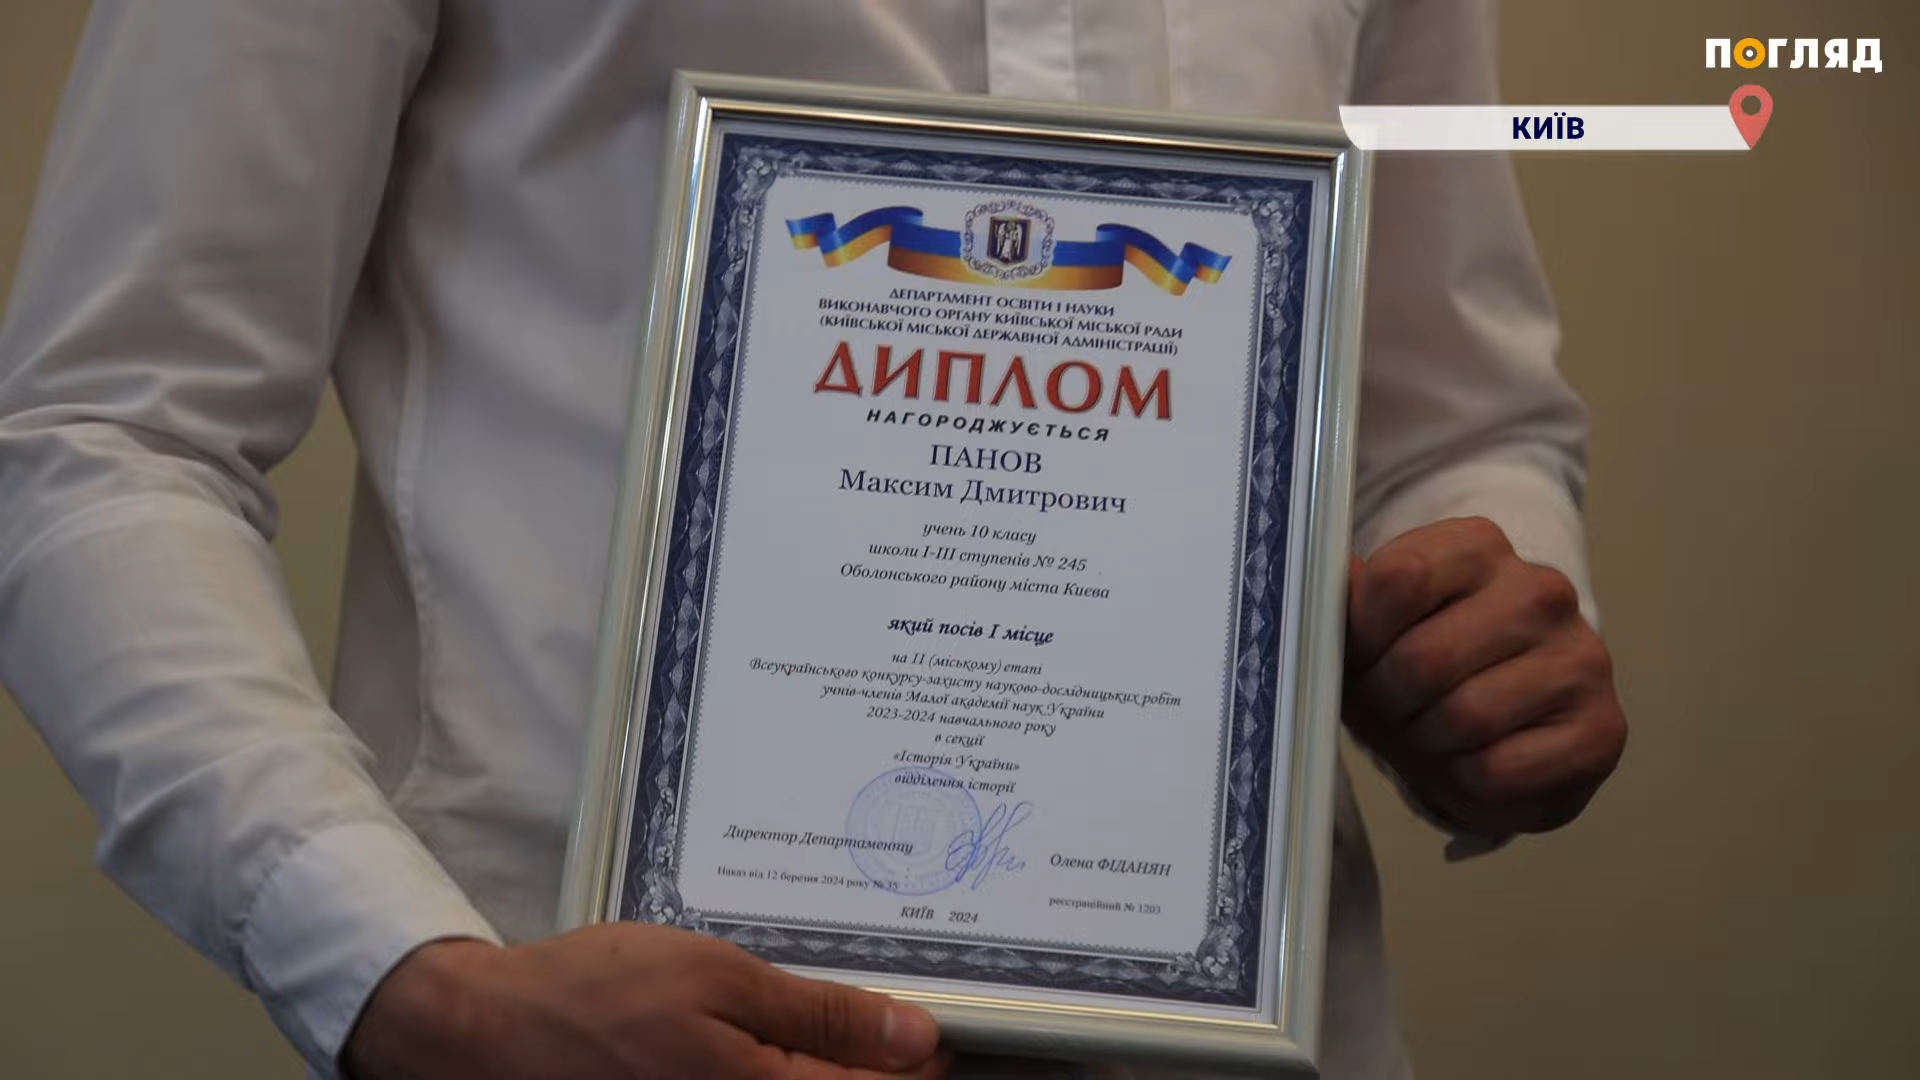 ПОГЛЯД
КИЇВ
ДЕПАРТАМЕНТ ОСВІТИ І НАУКИ
ВИКОНАВЧОГО ОРГАНУ КИЇВСЬКОЇ МІСЬКОЇ РАДИ
(КИЇВСЬКОЇ МІСЬКОЇ ДЕРЖАВНОЇ АДМІНІСТРАЦІЇ)
ДИПЛОМ
НАГОРОДЖУЄТЬСЯ
ПАНОВ
Максим Дмитрович
учень 10 класу
школи І-ІІІ ступенів № 245
Оболонського району міста Києва
який посів І місце
на ІІ (міському) етапі
Всеукраїнського конкурсу-захисту науково-дослідницьких робіт
учнів-членів Малої академії наук України
2023-2024 навчального року
в секції
«Історія України»
відділення історії
Директор Департаменту
Олена ФІДАНЯН
Наказ від 12 березня 2024 року № 35
реєстраційний № 1203
КИЇВ 2024